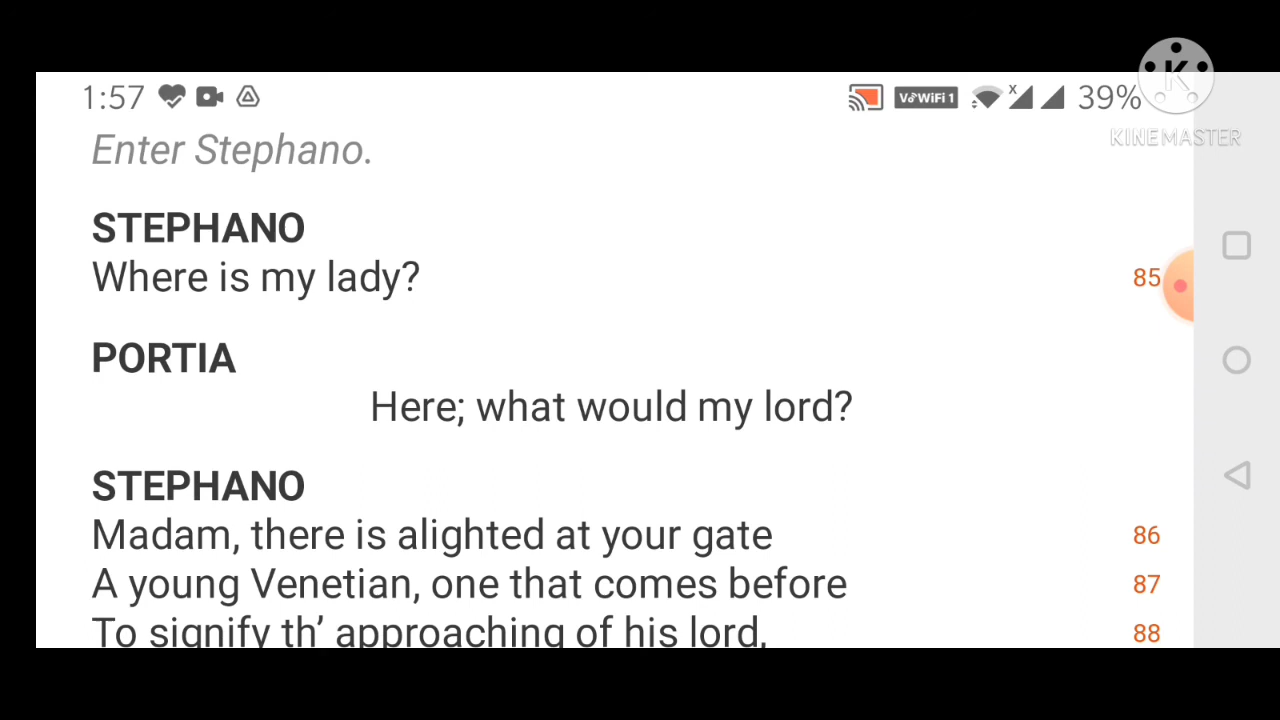 1:57
Vo WiFi 1
x
39%
K
KINEMASTER
Enter Stephano.
STEPHANO
Where is my lady? 85
PORTIA
Here; what would my lord?
STEPHANO
Madam, there is alighted at your gate 86
A young Venetian, one that comes before 87
To signify th’ approaching of his lord, 88